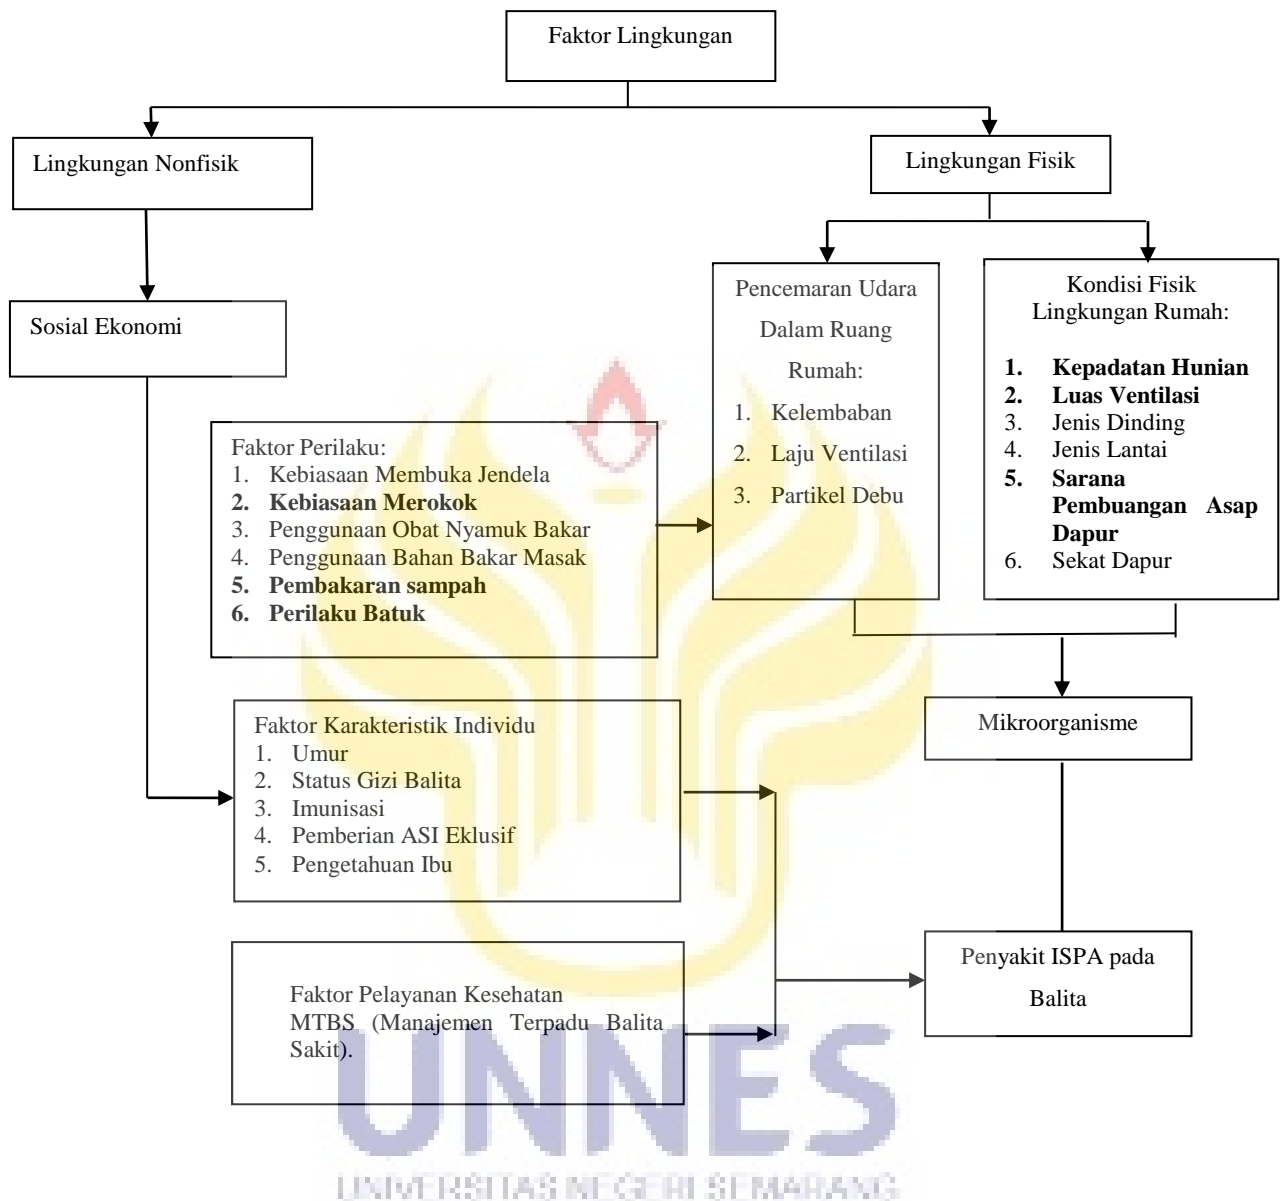 Faktor Lingkungan
Lingkungan Nonfisik
Lingkungan Fisik
Sosial Ekonomi
Pencemaran Udara
Dalam Ruang
Rumah:
1. Kelembaban
2. Laju Ventilasi
3. Partikel Debu
Kondisi Fisik
Lingkungan Rumah:
1. Kepadatan Hunian
2. Luas Ventilasi
3. Jenis Dinding
4. Jenis Lantai
5. Sarana
Pembuangan Asap
Dapur
6. Sekat Dapur
Faktor Perilaku:
1. Kebiasaan Membuka Jendela
2. Kebiasaan Merokok
3. Penggunaan Obat Nyamuk Bakar
4. Penggunaan Bahan Bakar Masak
5. Pembakaran sampah
6. Perilaku Batuk
Faktor Karakteristik Individu
1. Umur
2. Status Gizi Balita
3. Imunisasi
4. Pemberian ASI Eklusif
5. Pengetahuan Ibu
Mikroorganisme
Penyakit ISPA pada
Balita
Faktor Pelayanan Kesehatan
MTBS (Manajemen Terpadu Balita
Sakit).
UNNES
UNIVERSITAS NEGERI SEMARANG